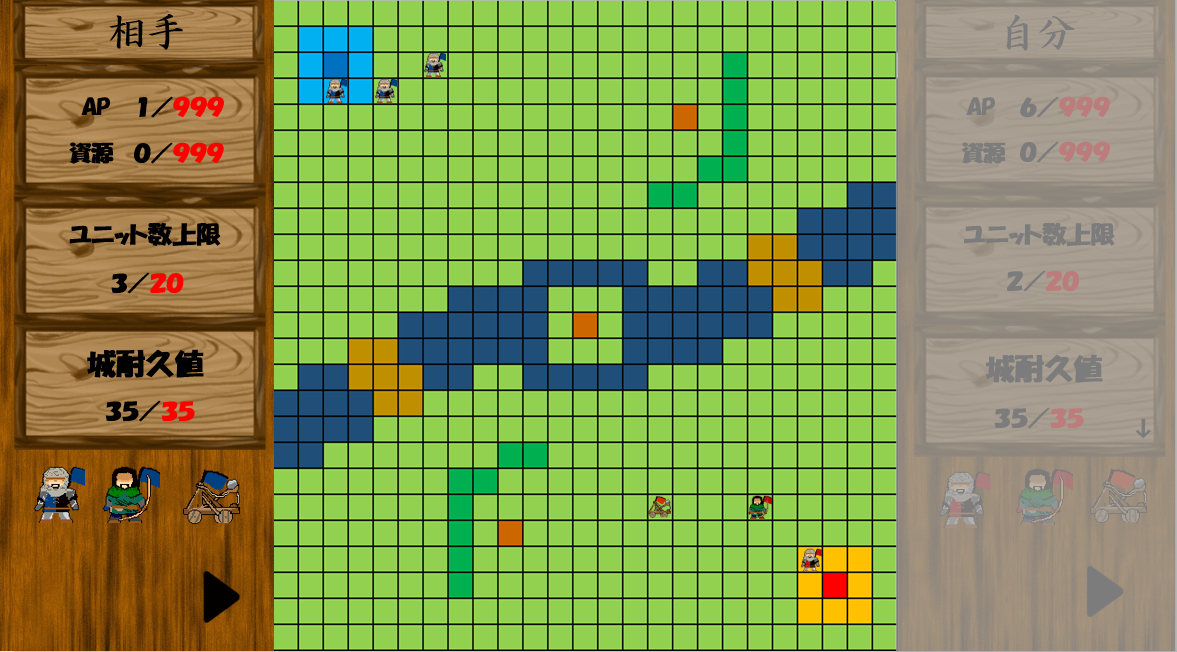 相手
AP 1/999
資源 0/999
ユニット数上限
3/20
城耐久値
35/35
自分
AP 6/999
資源 0/999
ユニット数上限
2/20
城耐久値
35/35
↓